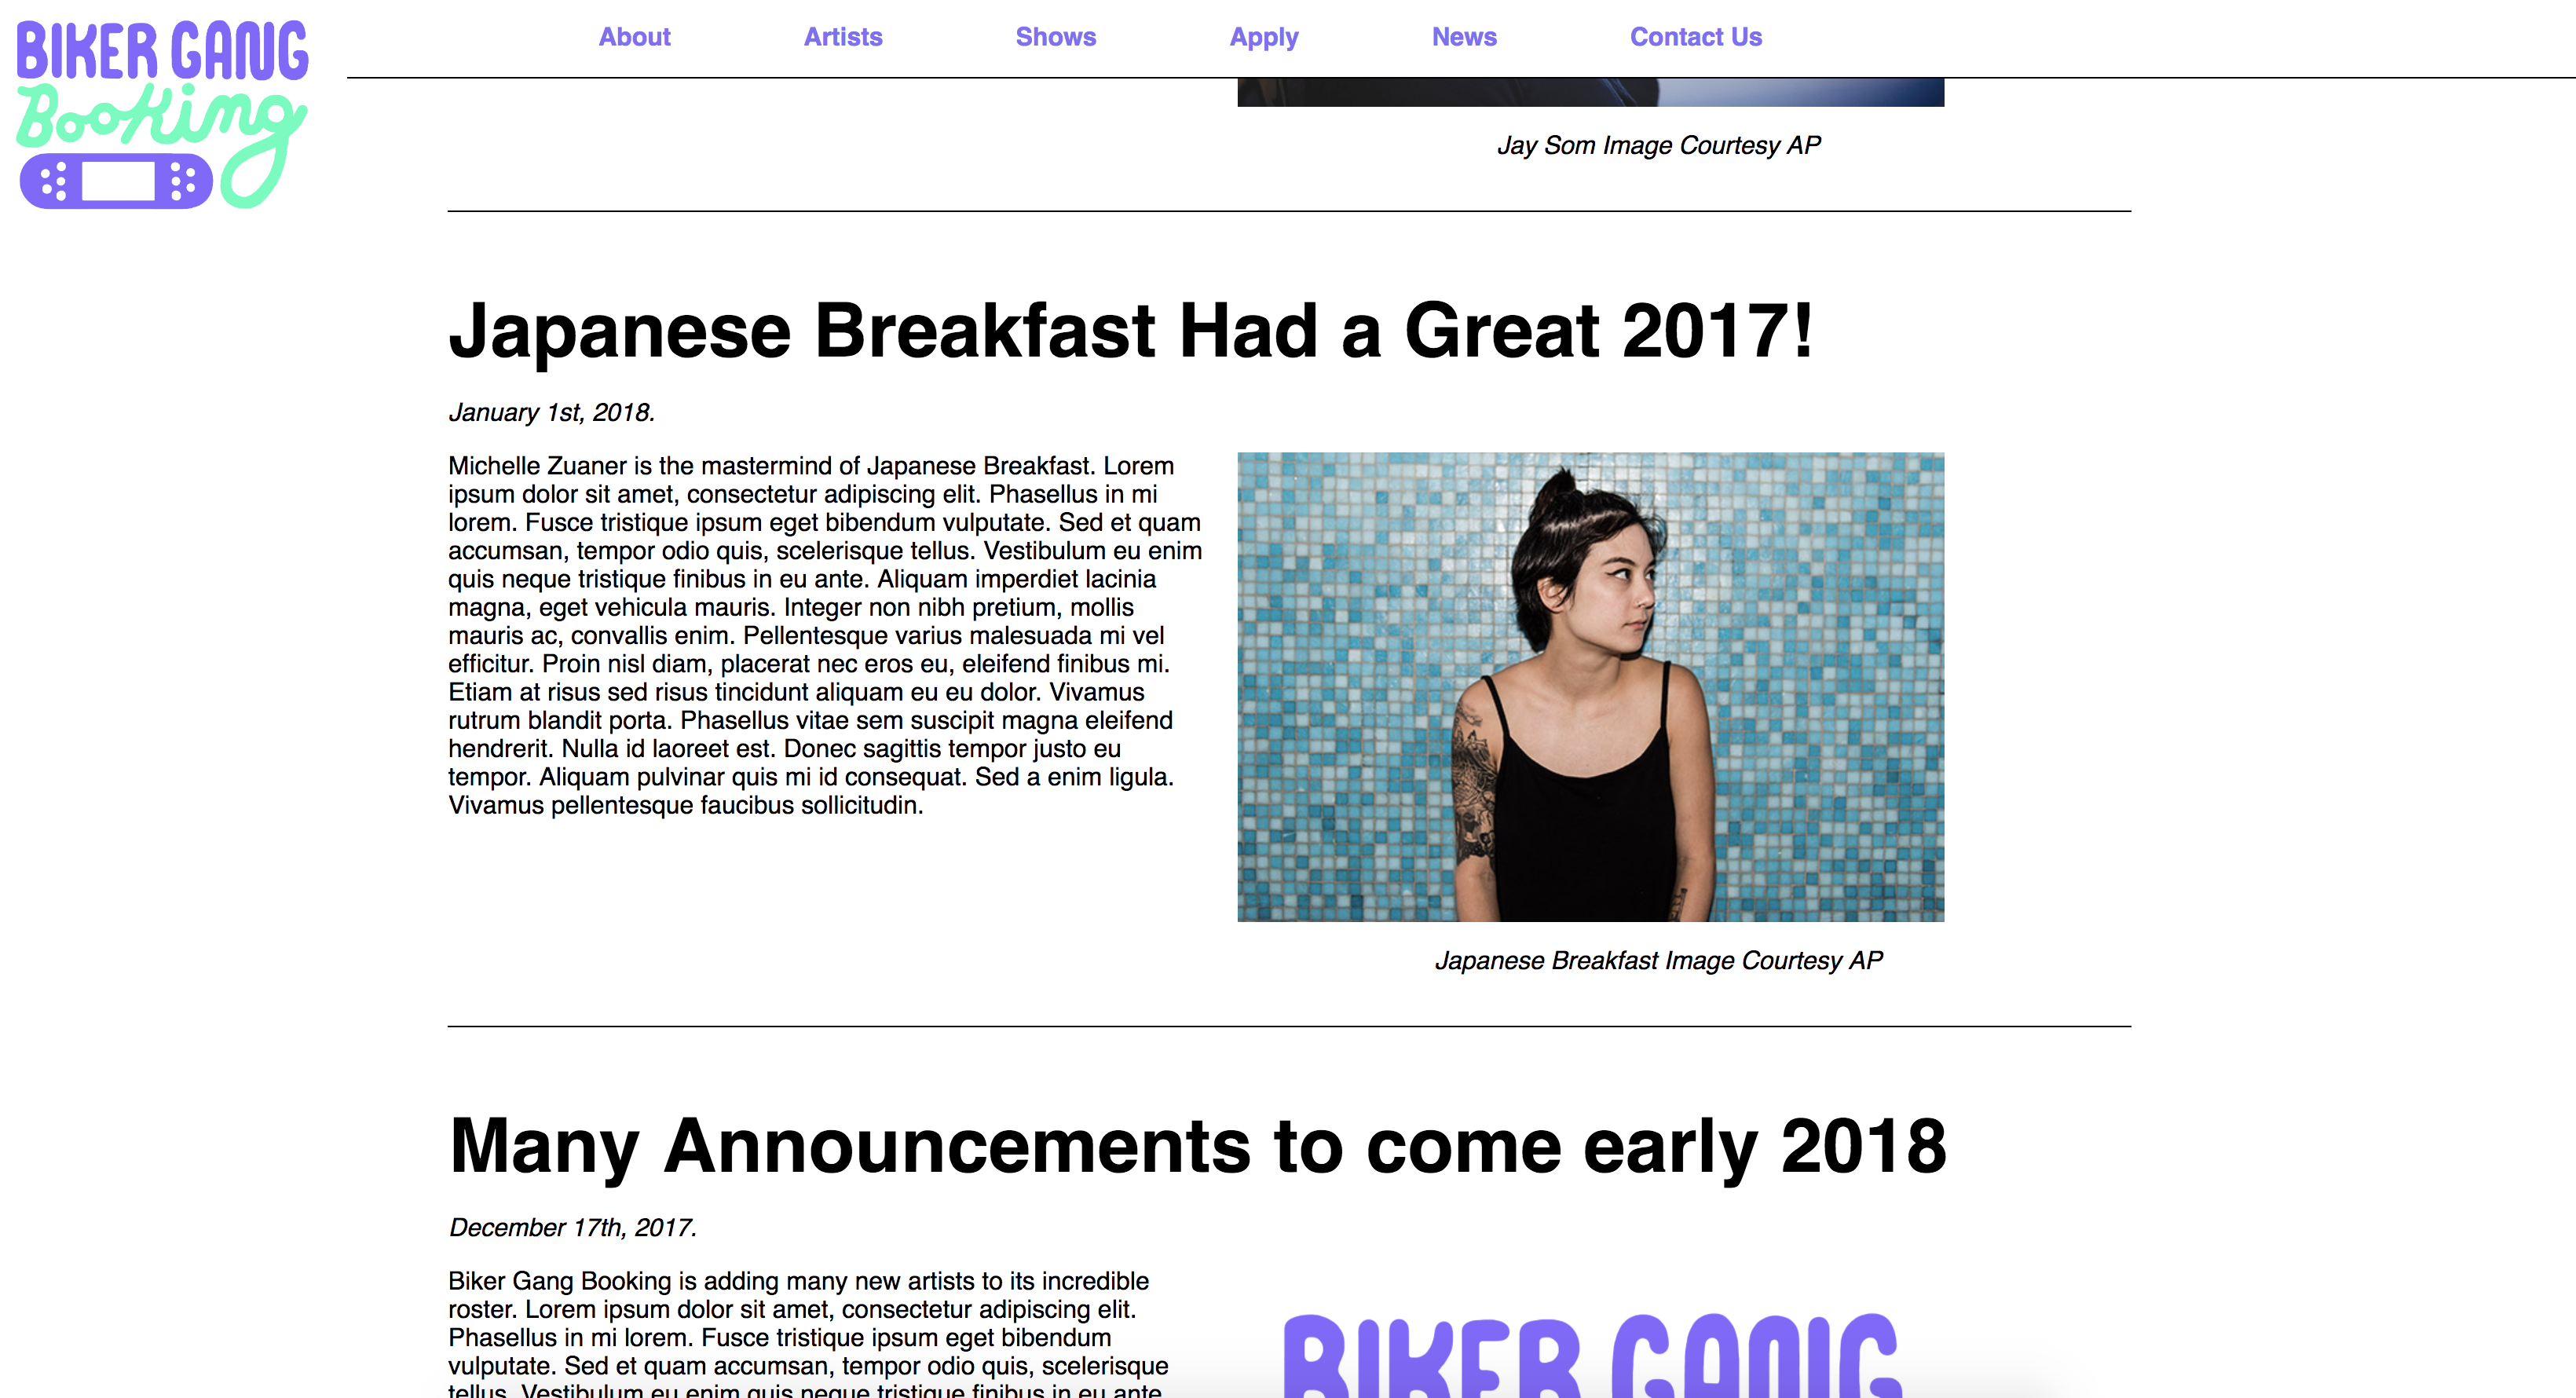 BIKER GANG
Booking
About Artists Shows Apply News Contact Us
Jay Som Image Courtesy AP
Japanese Breakfast Had a Great 2017!
January 1st, 2018.
Michelle Zuaner is the mastermind of Japanese Breakfast. Lorem
ipsum dolor sit amet, consectetur adipiscing elit. Phasellus in mi
lorem. Fusce tristique ipsum eget bibendum vulputate. Sed et quam
accumsan, tempor odio quis, scelerisque tellus. Vestibulum eu enim
quis neque tristique finibus in eu ante. Aliquam imperdiet lacinia
magna, eget vehicula mauris. Integer non nibh pretium, mollis
mauris ac, convallis enim. Pellentesque varius malesuada mi vel
efficitur. Proin nisl diam, placerat nec eros eu, eleifend finibus mi.
Etiam at risus sed risus tincidunt aliquam eu eu dolor. Vivamus
rutrum blandit porta. Phasellus vitae sem suscipit magna eleifend
hendrerit. Nulla id laoreet est. Donec sagittis tempor justo eu
tempor. Aliquam pulvinar quis mi id consequat. Sed a enim ligula.
Vivamus pellentesque faucibus sollicitudin.
Japanese Breakfast Image Courtesy AP
Many Announcements to come early 2018
December 17th, 2017.
Biker Gang Booking is adding many new artists to its incredible
roster. Lorem ipsum dolor sit amet, consectetur adipiscing elit.
Phasellus in mi lorem. Fusce tristique ipsum eget bibendum
vulputate. Sed et quam accumsan, tempor odio quis, scelerisque
tellus. Vestibulum eu enim quis neque tristique finibus in eu ante.
BIKER GANG